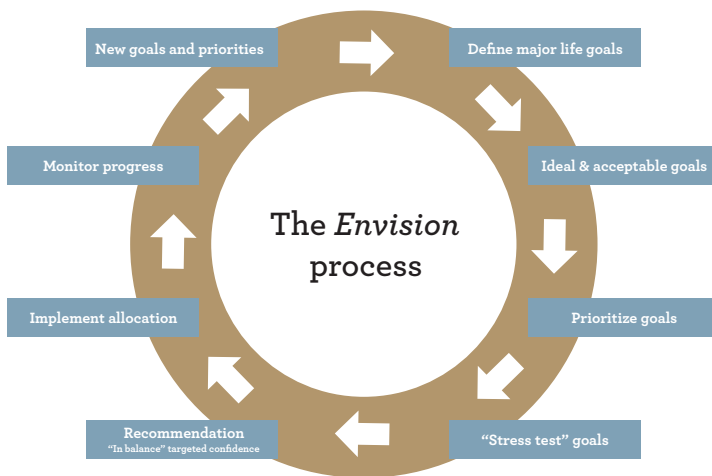 New goals and priorities
Define major life goals
Monitor progress
Ideal & acceptable goals
The Envision
process
Implement allocation
Prioritize goals
Recommendation
"In balance" targeted confidence
“Stress test” goals